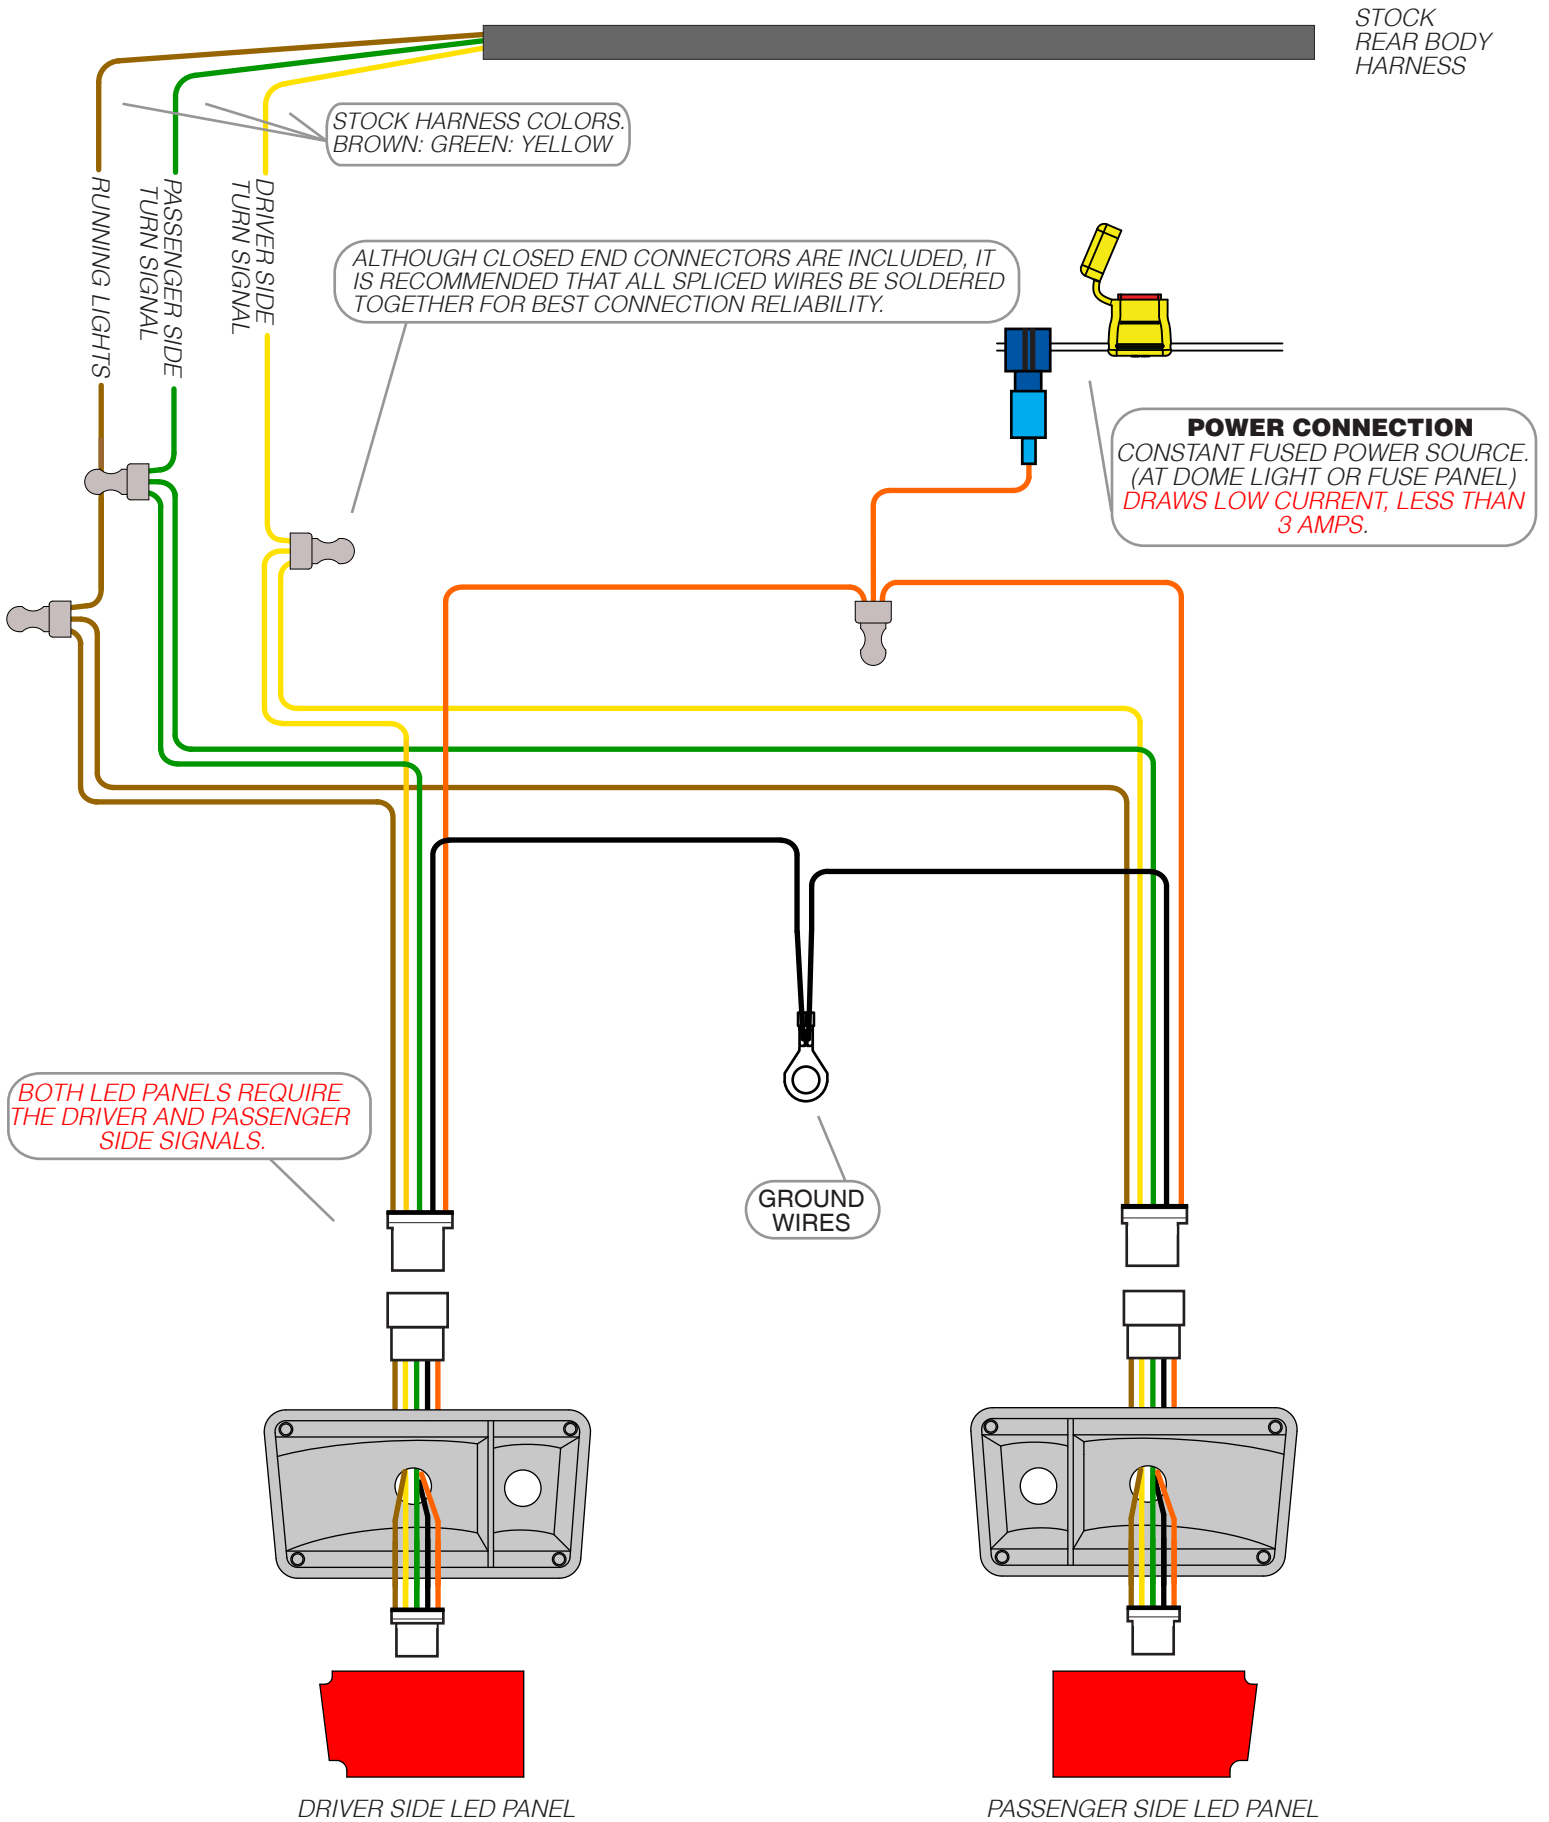 STOCK
REAR BODY
HARNESS
STOCK HARNESS COLORS.
BROWN: GREEN: YELLOW
RUNNING LIGHTS
PASSENGER SIDE
TURN SIGNAL
DRIVER SIDE
TURN SIGNAL
ALTHOUGH CLOSED END CONNECTORS ARE INCLUDED, IT
IS RECOMMENDED THAT ALL SPLICED WIRES BE SOLDERED
TOGETHER FOR BEST CONNECTION RELIABILITY.
POWER CONNECTION
CONSTANT FUSED POWER SOURCE.
(AT DOME LIGHT OR FUSE PANEL)
DRAWS LOW CURRENT, LESS THAN
3 AMPS.
BOTH LED PANELS REQUIRE
THE DRIVER AND PASSENGER
SIDE SIGNALS.
GROUND
WIRES
DRIVER SIDE LED PANEL
PASSENGER SIDE LED PANEL